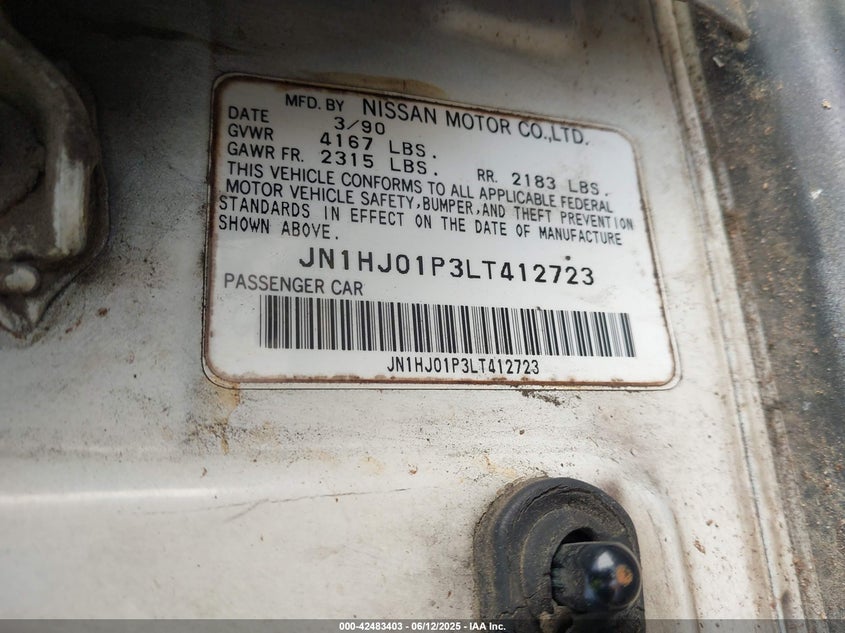 MFD. BY NISSAN MOTOR CO.,LTD.
DATE 3/90
GVWR 4167 LBS.
GAWR FR. 2315 LBS. RR. 2183 LBS.
THIS VEHICLE CONFORMS TO ALL APPLICABLE FEDERAL
MOTOR VEHICLE SAFETY, BUMPER, AND THEFT PREVENTION
STANDARDS IN EFFECT ON THE DATE OF MANUFACTURE
SHOWN ABOVE.
JN1HJ01P3LT412723
PASSENGER CAR
JN1HJ01P3LT412723
000-42483403 - 06/12/2025 - IAA Inc.